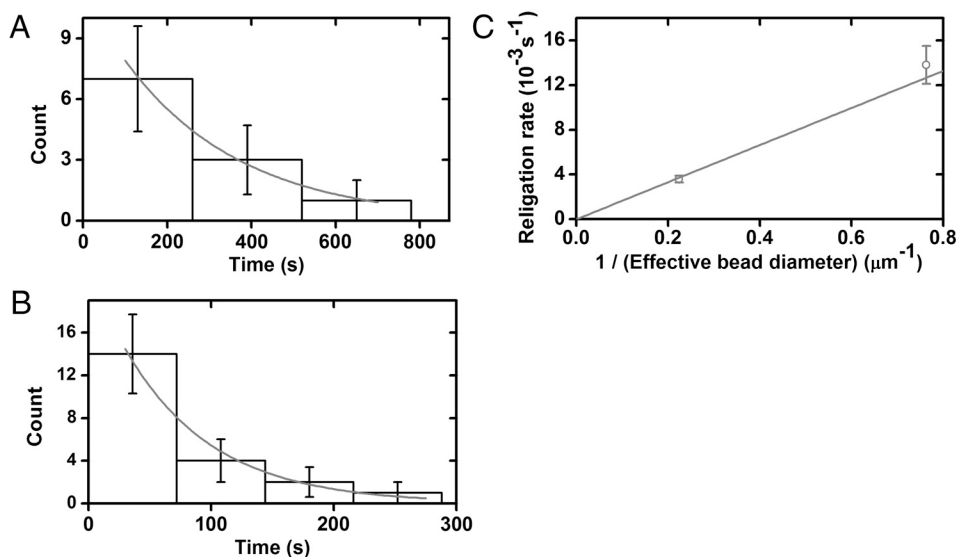 A
9
6
3
0
Count
0 200 400 600 800
Time (s)
B
16
12
8
4
0
Count
0 100 200 300
Time (s)
C
16
12
8
4
0
Religation rate (10⁻³s⁻¹)
0.0 0.2 0.4 0.6 0.8
1 / (Effective bead diameter) (μm⁻¹)